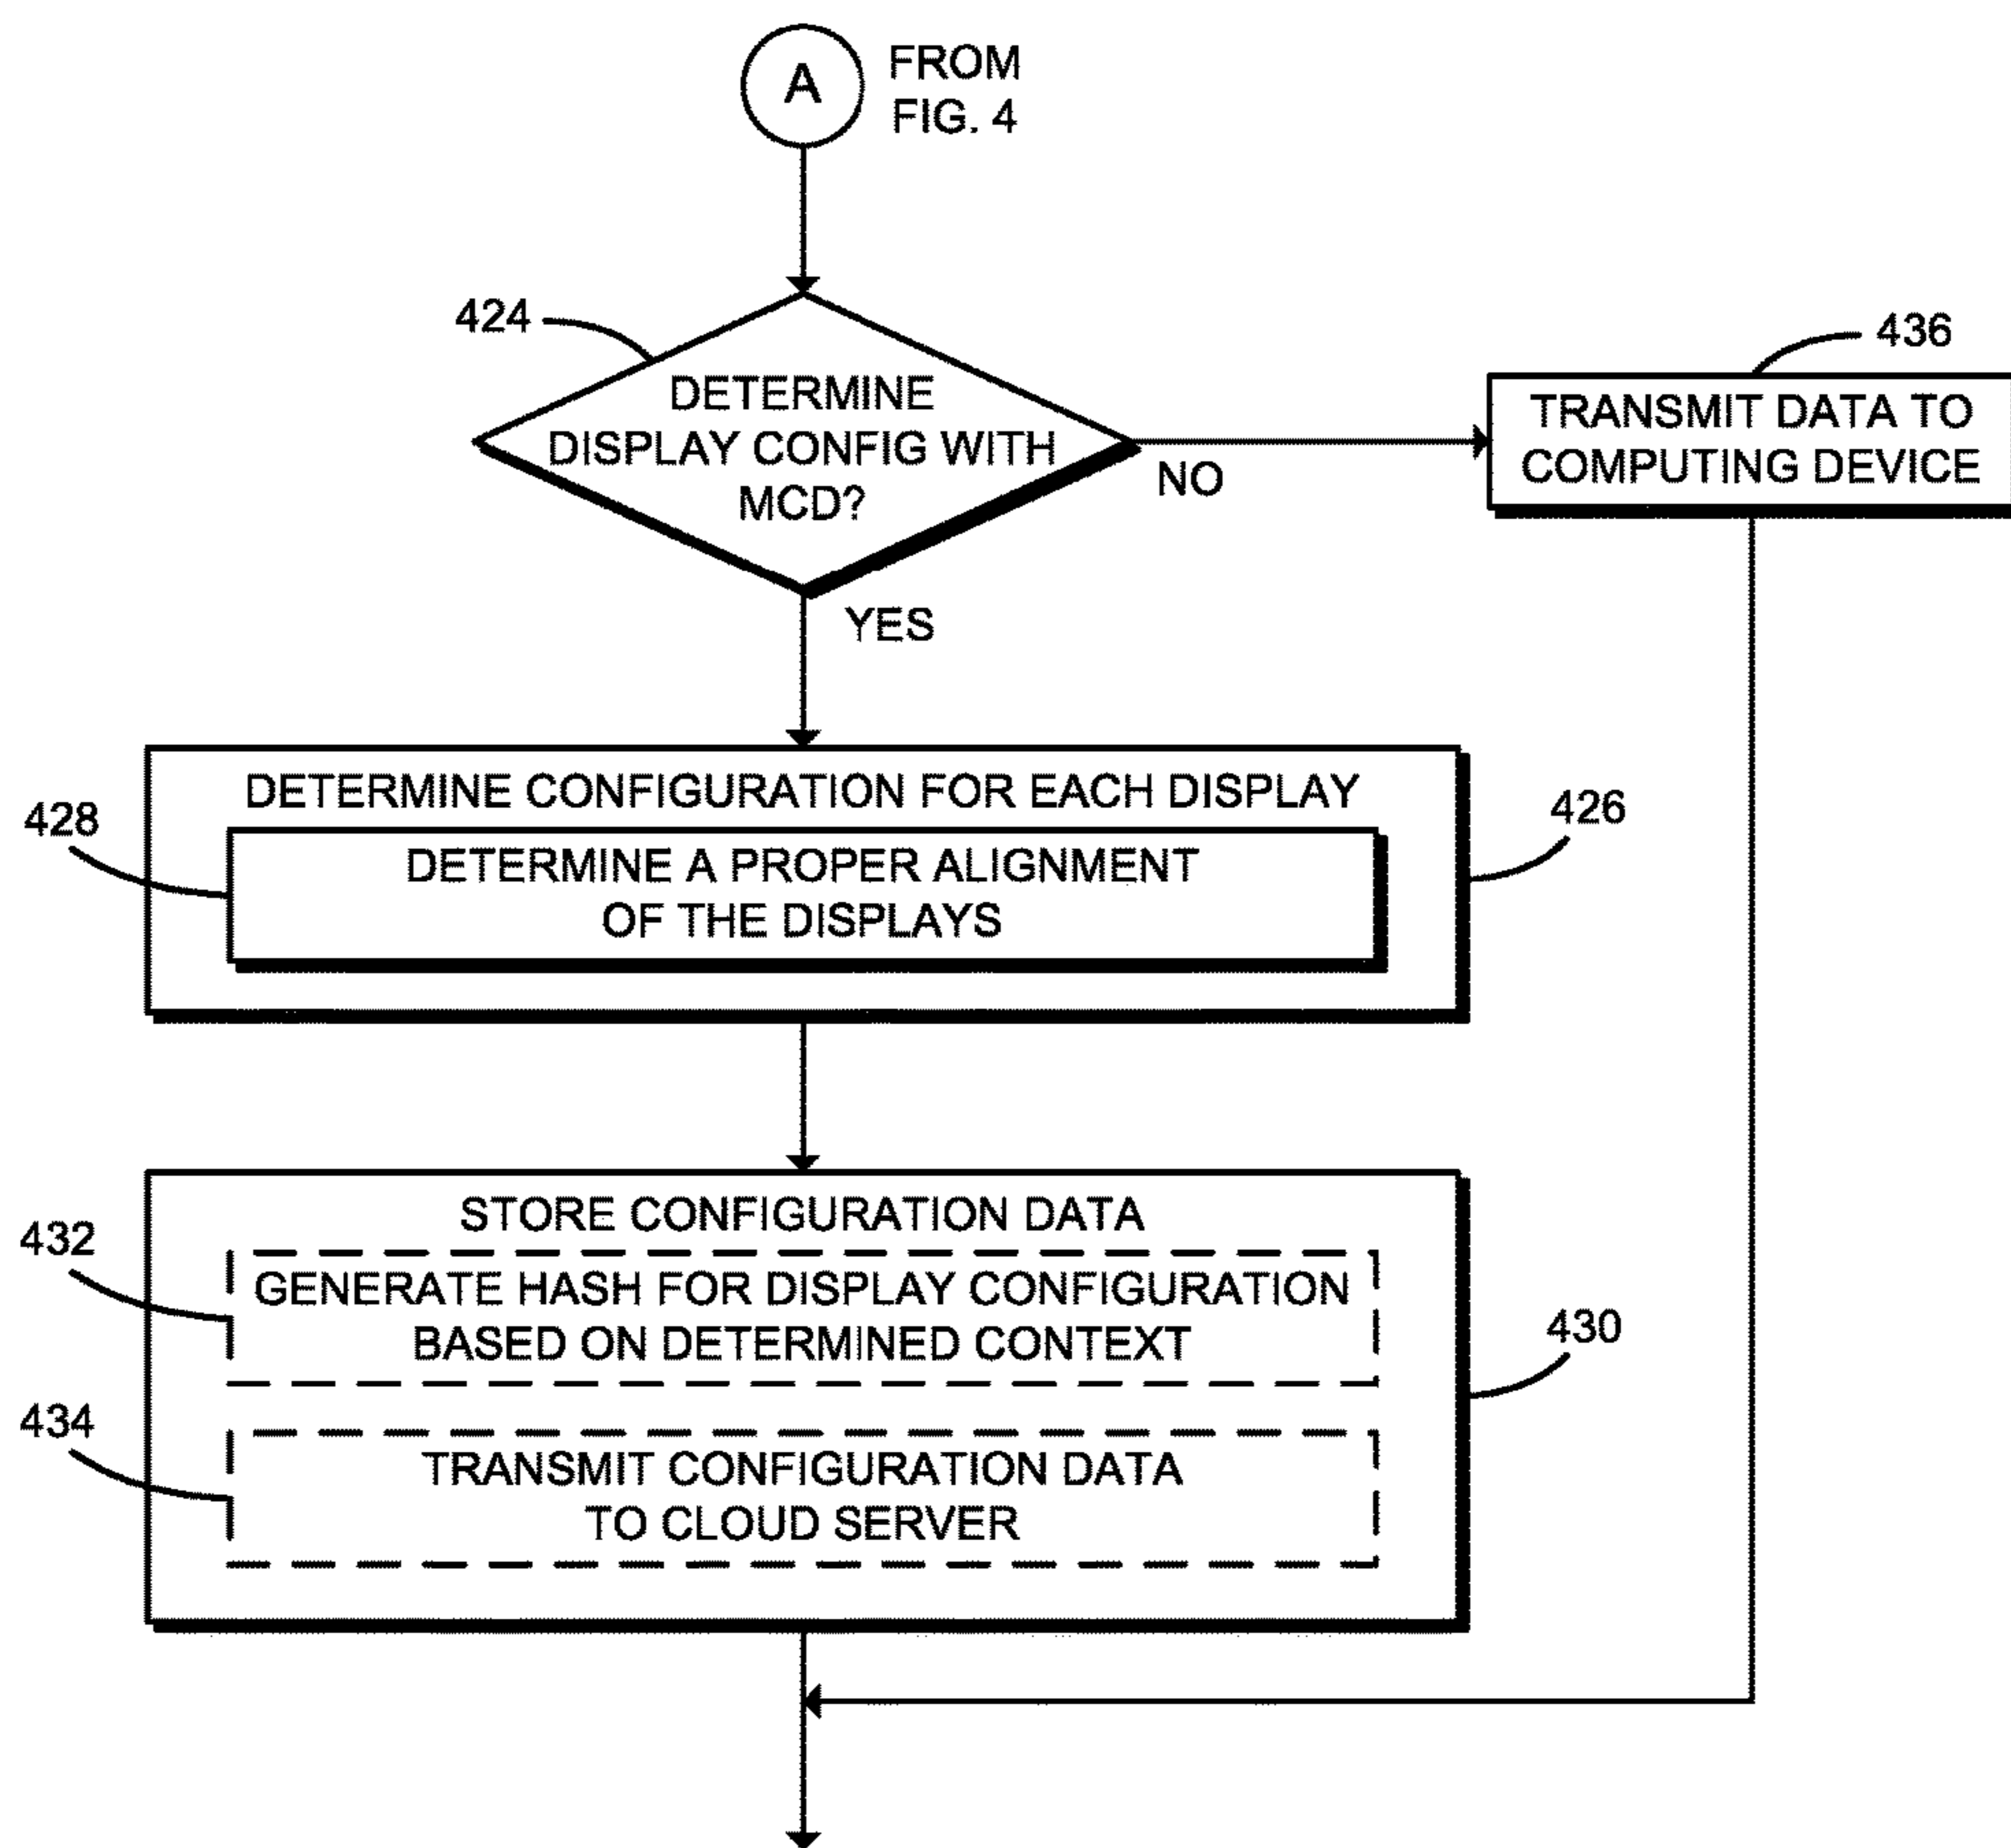 A
FROM
FIG. 4
424
DETERMINE
DISPLAY CONFIG WITH
MCD?
NO
YES
436
TRANSMIT DATA TO
COMPUTING DEVICE
DETERMINE CONFIGURATION FOR EACH DISPLAY
426
428
DETERMINE A PROPER ALIGNMENT
OF THE DISPLAYS
STORE CONFIGURATION DATA
432
GENERATE HASH FOR DISPLAY CONFIGURATION
BASED ON DETERMINED CONTEXT
430
434
TRANSMIT CONFIGURATION DATA
TO CLOUD SERVER